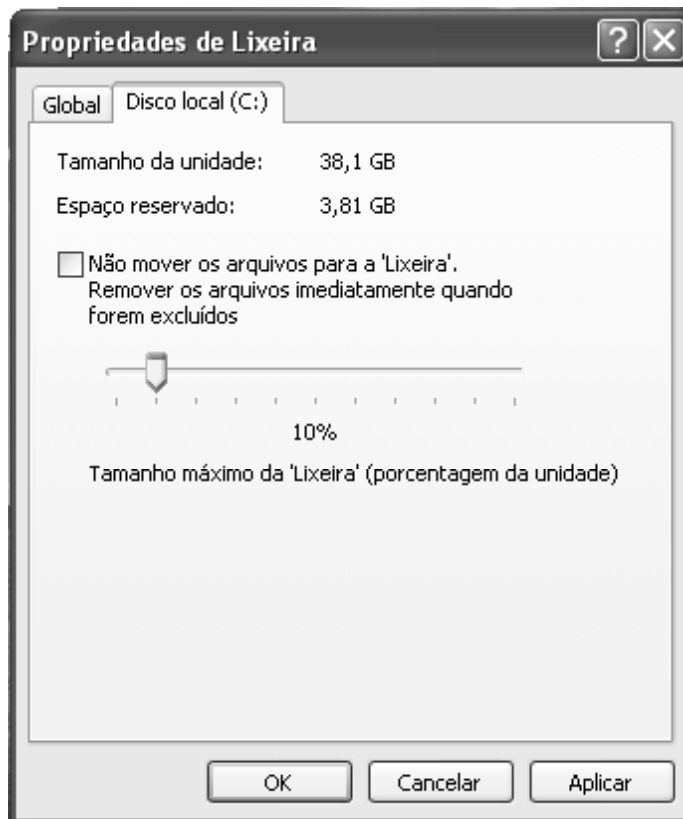 Propriedades de Lixeira
Global Disco local (C:)
Tamanho da unidade: 38,1 GB
Espaço reservado: 3,81 GB
Não mover os arquivos para a 'Lixeira'.
Remover os arquivos imediatamente quando
forem excluídos
10%
Tamanho máximo da 'Lixeira' (porcentagem da unidade)
OK Cancelar Aplicar